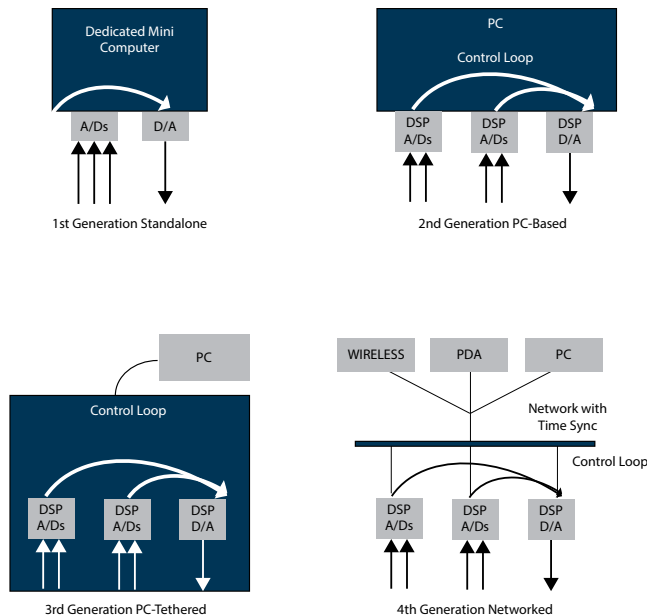 Dedicated Mini
Computer
A/Ds
D/A
1st Generation Standalone
PC
Control Loop
DSP
A/Ds
DSP
A/Ds
DSP
D/A
2nd Generation PC-Based
PC
Control Loop
DSP
A/Ds
DSP
A/Ds
DSP
D/A
3rd Generation PC-Tethered
WIRELESS
PDA
PC
Network with
Time Sync
Control Loop
DSP
A/Ds
DSP
A/Ds
DSP
D/A
4th Generation Networked